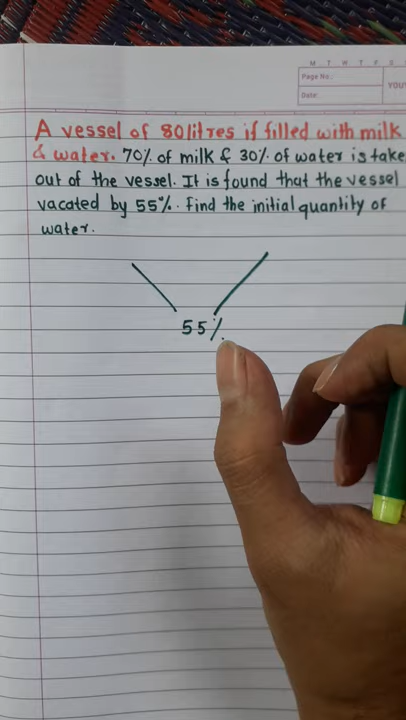 M T W T F S
Page No.:
Date:
YOU
A vessel of 80litres if filled with milk
& water. 70% of milk & 30% of water is take
out of the vessel. It is found that the vessel
vacated by 55%. Find the initial quantity of
water.
55%